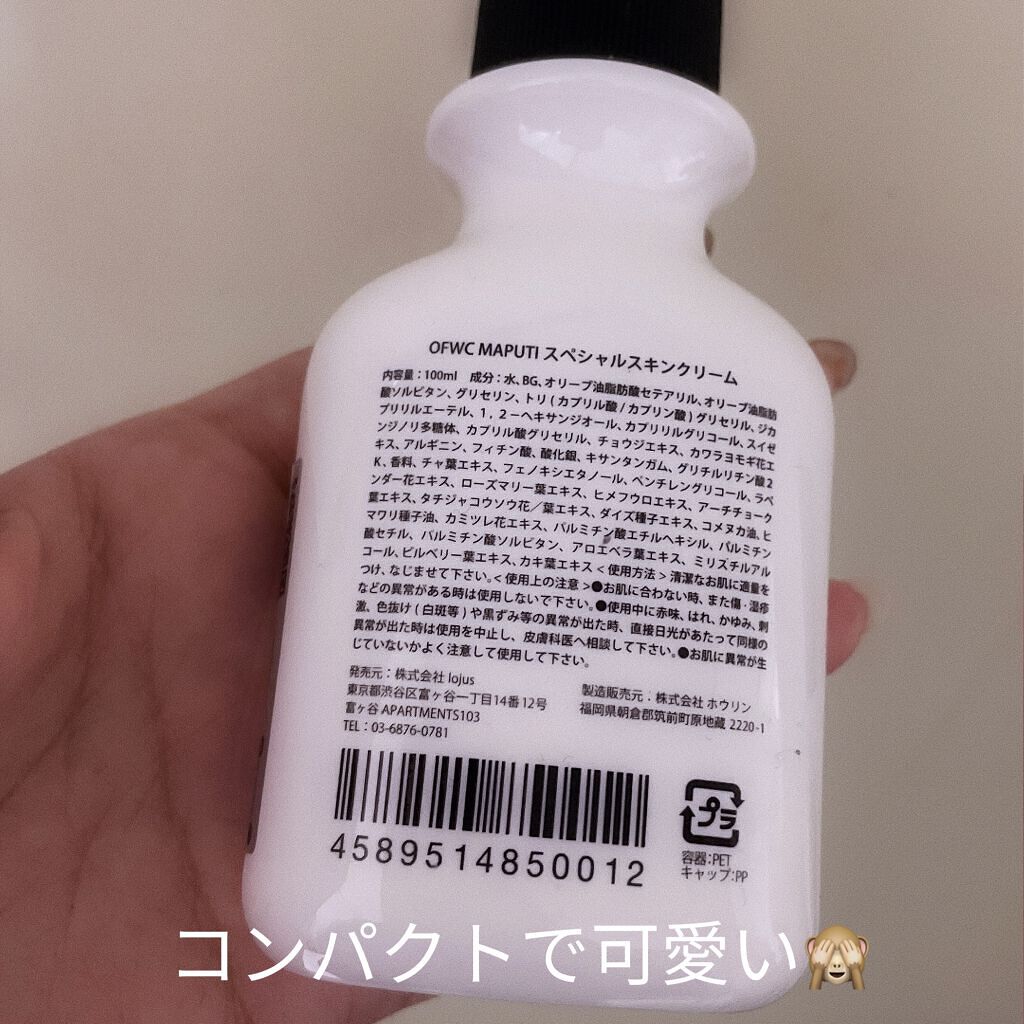 OFWC MAPUTI スペシャルスキンクリーム
内容量：100ml　成分：水、BG、オリーブ油脂肪酸セテアリル、オリーブ油脂肪
酸ソルビタン、グリセリン、トリ(カプリル酸/カプリン酸)グリセリル、ジカ
プリリルエーテル、1，2－ヘキサンジオール、カプリリルグリコール、スイゼ
ンジノリ多糖体、カプリル酸グリセリル、チョウジエキス、カワラヨモギ花エ
キス、アルギニン、フィチン酸、酸化銀、キサンタンガム、グリチルリチン酸2
K、香料、チャ葉エキス、フェノキシエタノール、ペンチレングリコール、ラベ
ンダー花エキス、ローズマリー葉エキス、ヒメフウロエキス、アーチチョーク
葉エキス、タチジャコウソウ花／葉エキス、ダイズ種子エキス、コメヌカ油、ヒ
マワリ種子油、カミツレ花エキス、パルミチン酸エチルヘキシル、パルミチン
酸セチル、パルミチン酸ソルビタン、アロエベラ葉エキス、ミリスチルアル
コール、ビルベリー葉エキス、カキ葉エキス＜使用方法＞清潔なお肌に適量を
つけ、なじませて下さい。＜使用上の注意＞●お肌に合わない時、また傷・湿疹
などの異常がある時は使用しないで下さい。●使用中に赤味、はれ、かゆみ、刺
激、色抜け(白斑等)や黒ずみ等の異常が出た時、直接日光があたって同様の
異常が出た時は使用を中止し、皮膚科医へ相談して下さい。●お肌に異常が生
じていないかよく注意して使用して下さい。
発売元：株式会社 lojus
東京都渋谷区富ヶ谷一丁目14番12号
富ヶ谷 APARTMENTS103
TEL：03-6876-0781
製造販売元：株式会社 ホウリン
福岡県朝倉郡筑前町原地蔵 2220-1
4589514850012
プラ
容器：PET
キャップ：PP
コンパクトで可愛い🙈